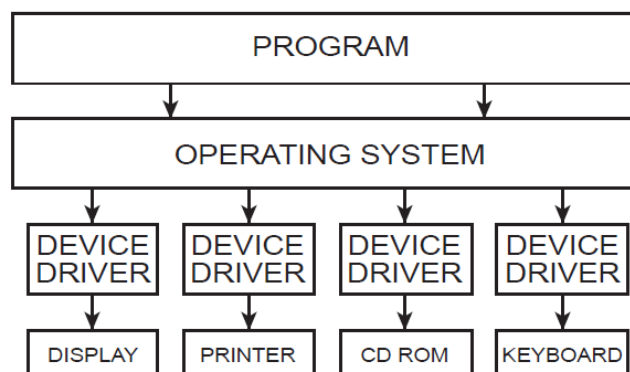 PROGRAM
OPERATING SYSTEM
DEVICE DRIVER
DEVICE DRIVER
DEVICE DRIVER
DEVICE DRIVER
DISPLAY
PRINTER
CD ROM
KEYBOARD